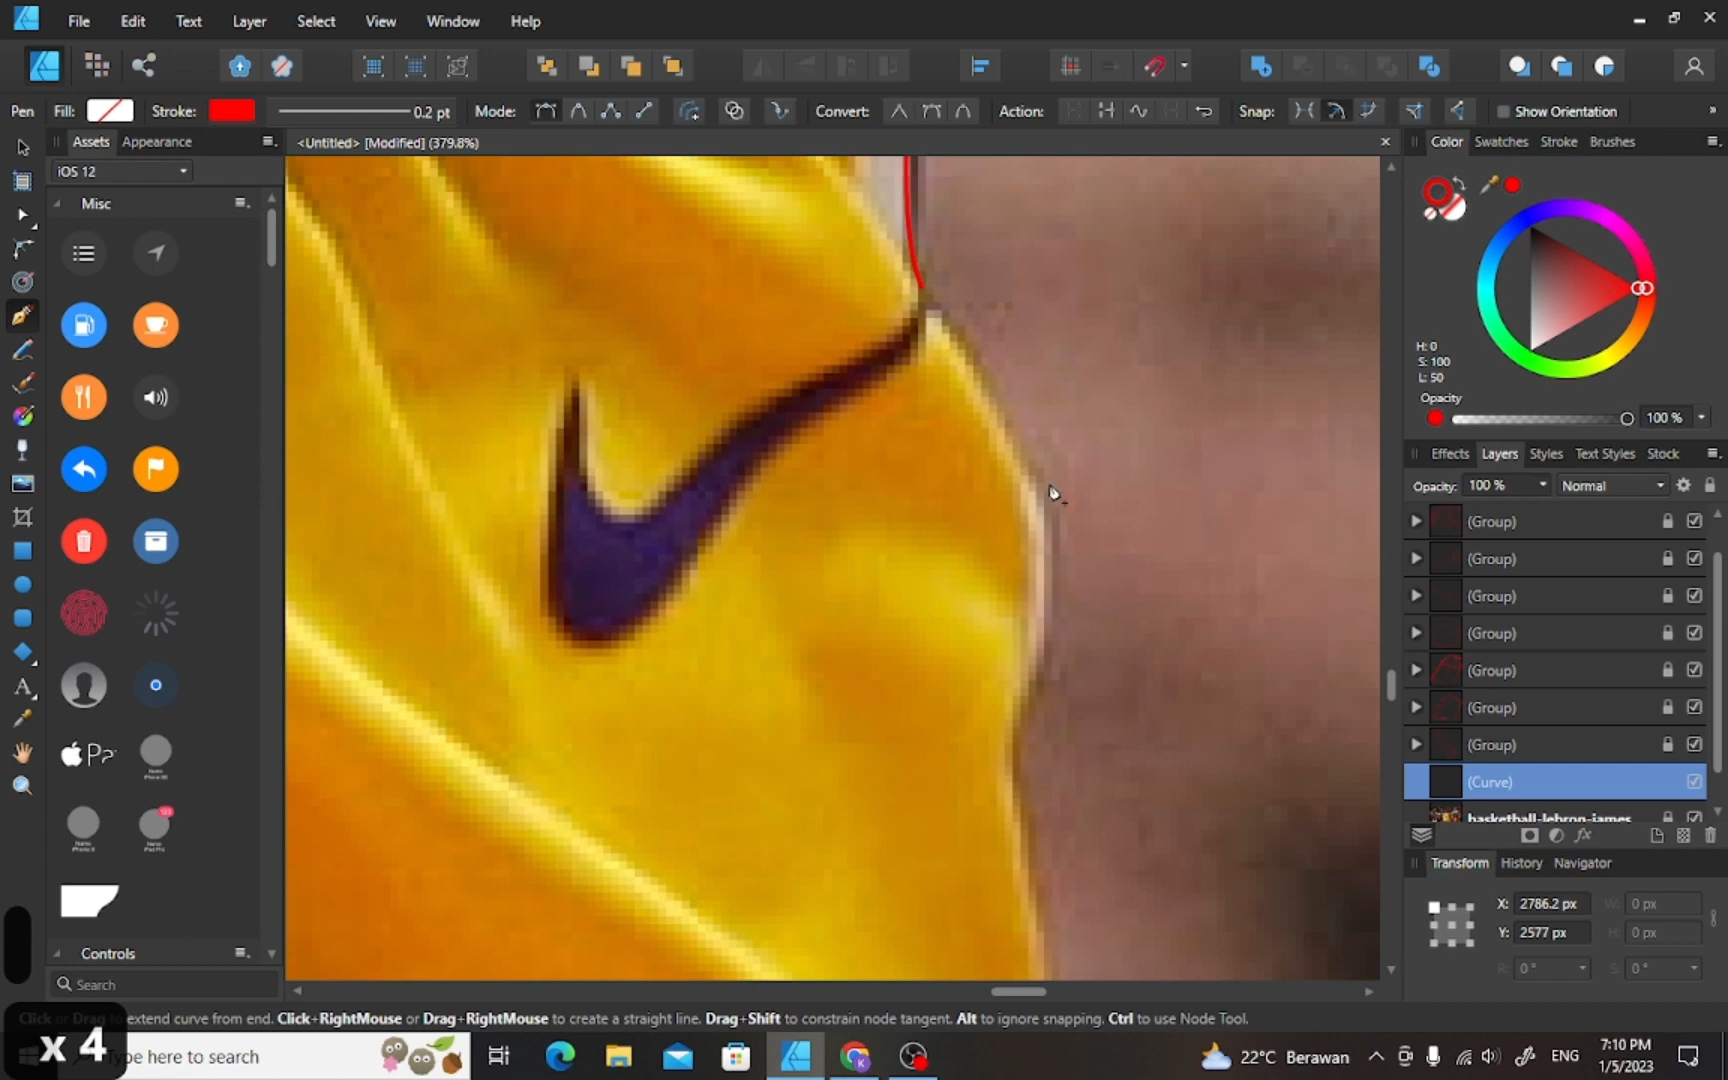 File Edit Text Layer Select View Window Help
Pen Fill: Stroke: 0.2 pt Mode: Convert: Action: Snap: Show Orientation
Assets Appearance
<Untitled> [Modified] (379.8%)
Color Swatches Stroke Brushes
iOS 12
Misc
H: 0
S: 100
L: 50
Opacity
100 %
Effects Layers Styles Text Styles Stock
Opacity: 100 % Normal
(Group)
(Group)
(Group)
(Group)
(Group)
(Group)
(Group)
(Curve)
basketball-lebron-james
Transform History Navigator
X: 2786.2 px W: 0 px
Y: 2577 px H: 0 px
R: 0 ° S: 0 °
Controls
Search
Click or Drag to extend curve from end. Click+RightMouse or Drag+RightMouse to create a straight line. Drag+Shift to constrain node tangent. Alt to ignore snapping. Ctrl to use Node Tool.
x 4
Type here to search
22°C Berawan
ENG
7:10 PM
1/5/2023